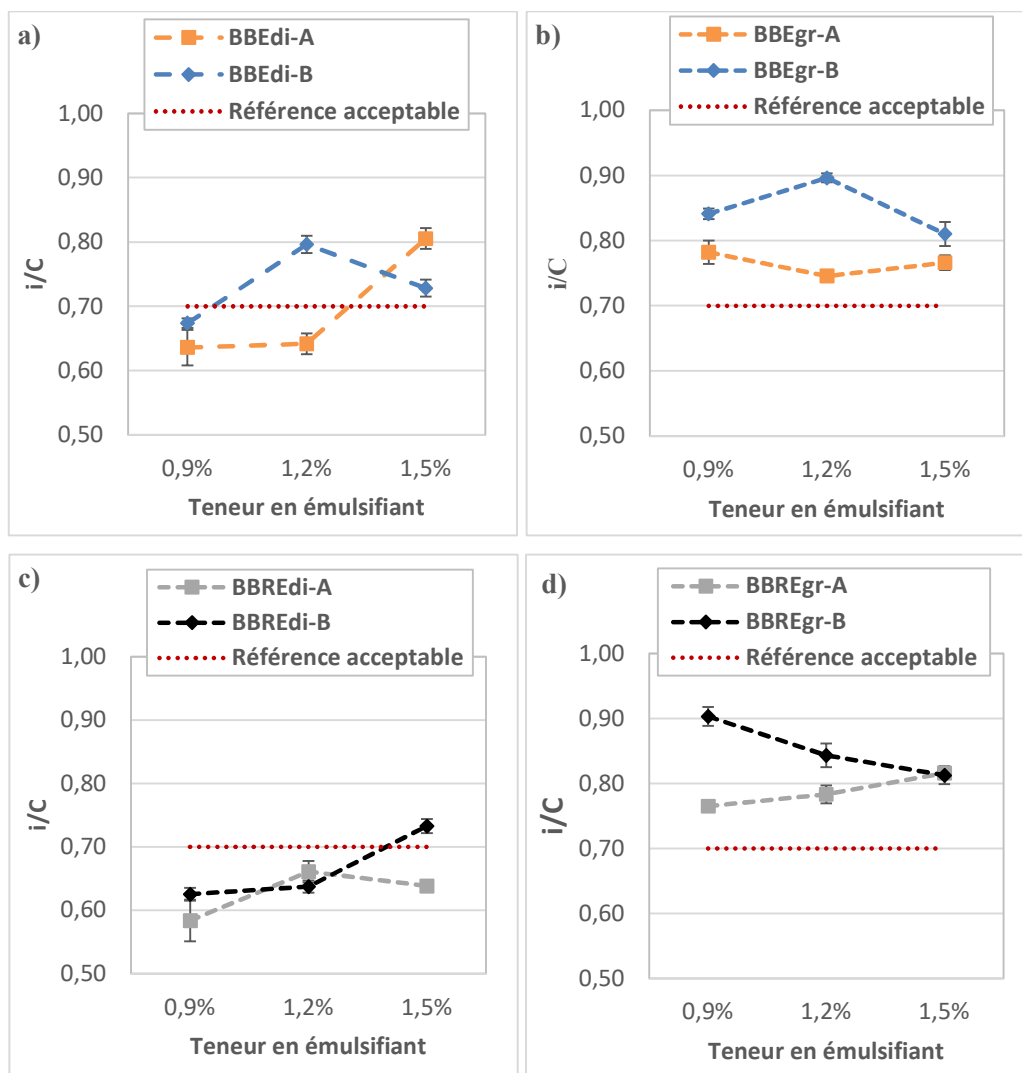 a)
BBEdi-A
BBEdi-B
Référence acceptable
1,00
0,90
0,80
0,70
0,60
0,50
i/C
0,9%
1,2%
1,5%
Teneur en émulsifiant
b)
BBEgr-A
BBEgr-B
Référence acceptable
1,00
0,90
0,80
0,70
0,60
0,50
i/C
0,9%
1,2%
1,5%
Teneur en émulsifiant
c)
BBREdi-A
BBREdi-B
Référence acceptable
1,00
0,90
0,80
0,70
0,60
0,50
i/C
0,9%
1,2%
1,5%
Teneur en émulsifiant
d)
BBREgr-A
BBREgr-B
Référence acceptable
1,00
0,90
0,80
0,70
0,60
0,50
i/C
0,9%
1,2%
1,5%
Teneur en émulsifiant